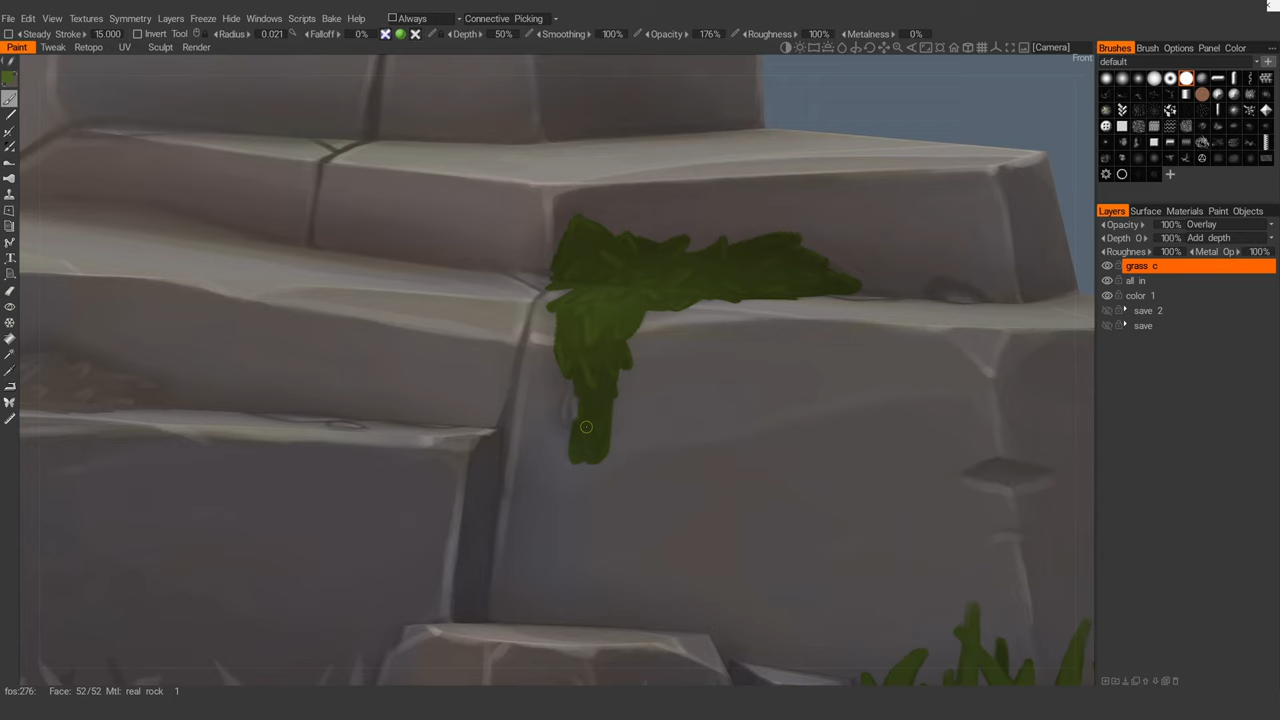 File Edit View Textures Symmetry Layers Freeze Hide Windows Scripts Bake Help Always Connective Picking
Steady Stroke 15.000 Invert Tool Radius 0.021 Falloff 0% Depth 50% Smoothing 100% Opacity 176% Roughness 100% Metalness 0%
Paint Tweak Retopo UV Sculpt Render [Camera] Brushes Brush Options Panel Color
Front
default
Layers Surface Materials Paint Objects
Opacity 100% Overlay
Depth O 100% Add depth
Roughness 100% Metal Op 100%
grass c
all in
color 1
save 2
save
fps:276; Face: 52/52 Mtl: real rock 1